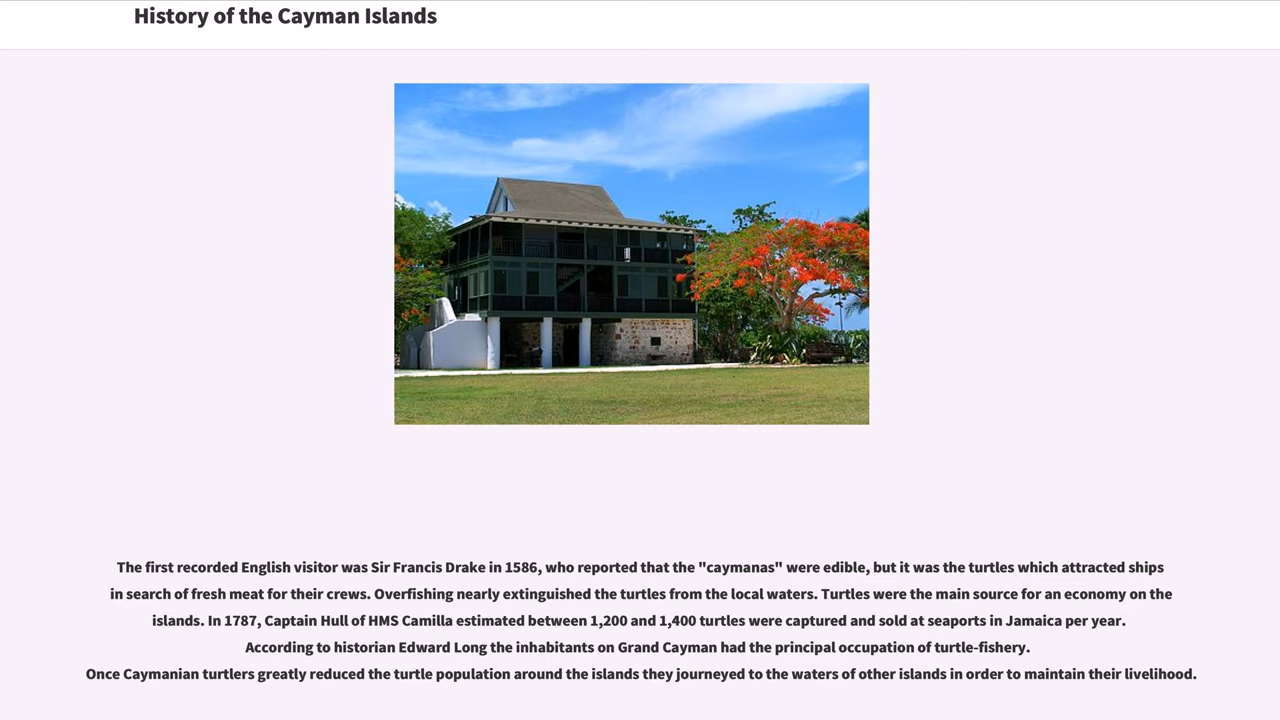 History of the Cayman Islands
The first recorded English visitor was Sir Francis Drake in 1586, who reported that the "caymanas" were edible, but it was the turtles which attracted ships
in search of fresh meat for their crews. Overfishing nearly extinguished the turtles from the local waters. Turtles were the main source for an economy on the
islands. In 1787, Captain Hull of HMS Camilla estimated between 1,200 and 1,400 turtles were captured and sold at seaports in Jamaica per year.
According to historian Edward Long the inhabitants on Grand Cayman had the principal occupation of turtle-fishery.
Once Caymanian turtlers greatly reduced the turtle population around the islands they journeyed to the waters of other islands in order to maintain their livelihood.